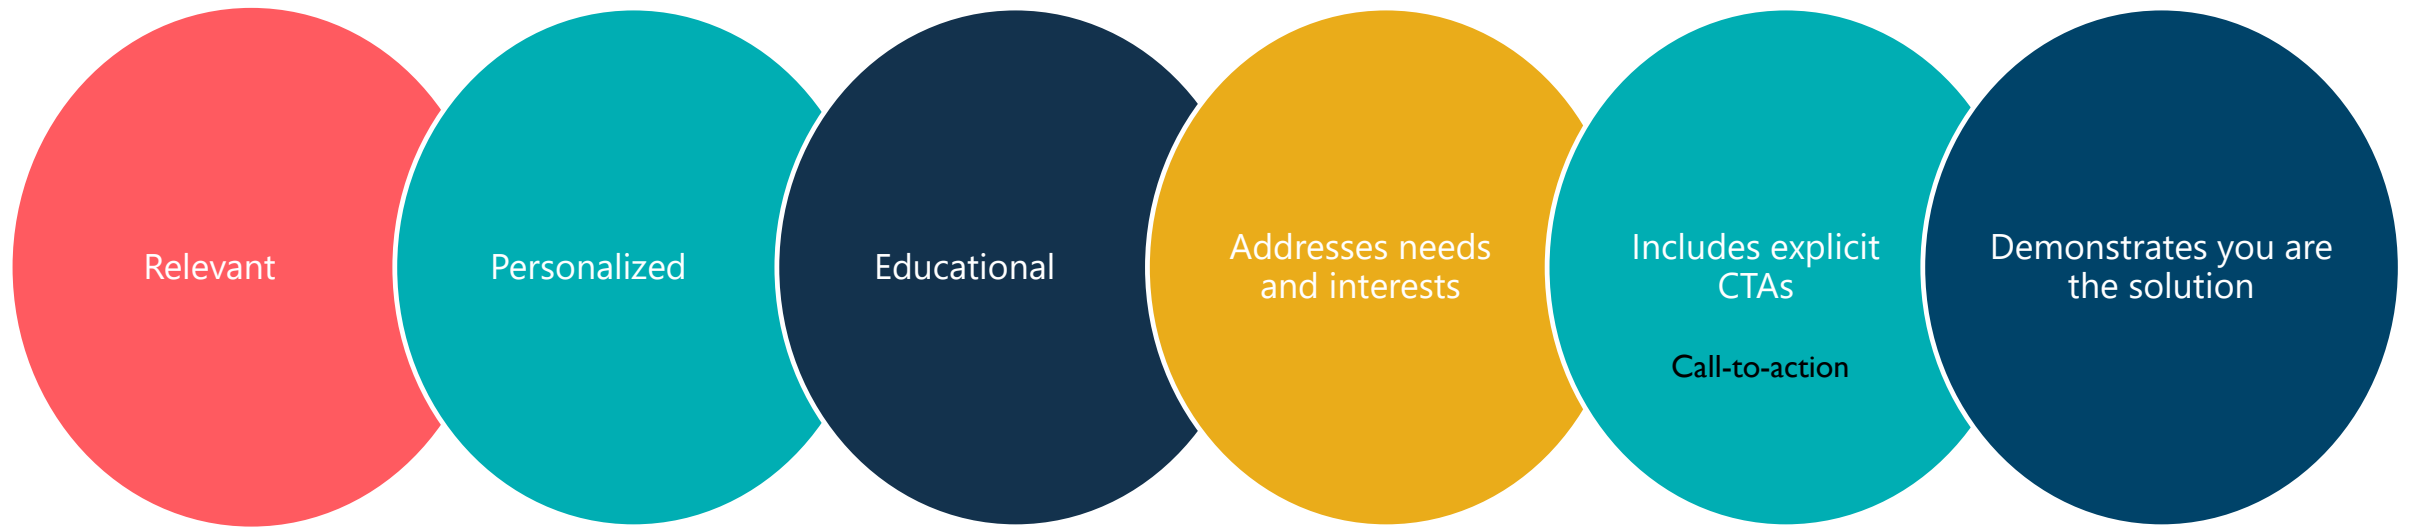 Relevant
Personalized
Educational
Addresses needs
and interests
Includes explicit
CTAs
Call-to-action
Demonstrates you are
the solution